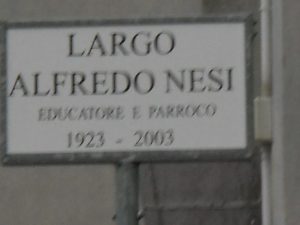 LARGO
ALFREDO NESI
EDUCATORE E PARROCO
1923 - 2003